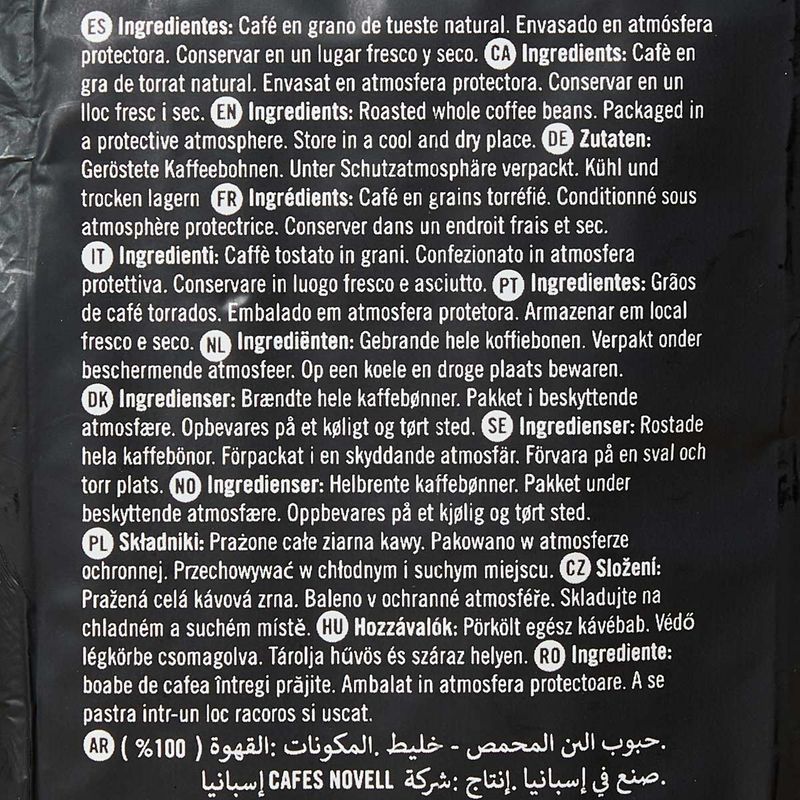 ES Ingredientes: Café en grano de tueste natural. Envasado en atmósfera
protectora. Conservar en un lugar fresco y seco. CA Ingredients: Cafè en
gra de torrat natural. Envasat en atmosfera protectora. Conservar en un
lloc fresc i sec. EN Ingredients: Roasted whole coffee beans. Packaged in
a protective atmosphere. Store in a cool and dry place. DE Zutaten:
Geröstete Kaffeebohnen. Unter Schutzatmosphäre verpackt. Kühl und
trocken lagern FR Ingrédients: Café en grains torréfié. Conditionné sous
atmosphère protectrice. Conserver dans un endroit frais et sec.
IT Ingredienti: Caffè tostato in grani. Confezionato in atmosfera
protettiva. Conservare in luogo fresco e asciutto. PT Ingredientes: Grãos
de café torrados. Embalado em atmosfera protetora. Armazenar em local
fresco e seco. NL Ingrediënten: Gebrande hele koffiebonen. Verpakt onder
beschermende atmosfeer. Op een koele en droge plaats bewaren.
DK Ingredienser: Brændte hele kaffebønner. Pakket i beskyttende
atmosfære. Opbevares på et køligt og tørt sted. SE Ingredienser: Rostade
hela kaffebönor. Förpackat i en skyddande atmosfär. Förvara på en sval och
torr plats. NO Ingredienser: Helbrente kaffebønner. Pakket under
beskyttende atmosfære. Oppbevares på et kjølig og tørt sted.
PL Składniki: Prażone całe ziarna kawy. Pakowano w atmosferze
ochronnej. Przechowywać w chłodnym i suchym miejscu. CZ Složení:
Pražená celá kávová zrna. Baleno v ochranné atmosféře. Skladujte na
chladném a suchém místě. HU Hozzávalók: Pörkölt egész kávébab. Védő
légkörbe csomagolva. Tárolja hűvös és száraz helyen. RO Ingrediente:
boabe de cafea întregi prăjite. Ambalat in atmosfera protectoare. A se
pastra intr-un loc racoros si uscat.
AR ( %100 ) حبوب البن المحمص - خليط .المكونات :القهوة.
صنع في إسبانيا .إنتاج :شركة CAFES NOVELL إسبانيا.